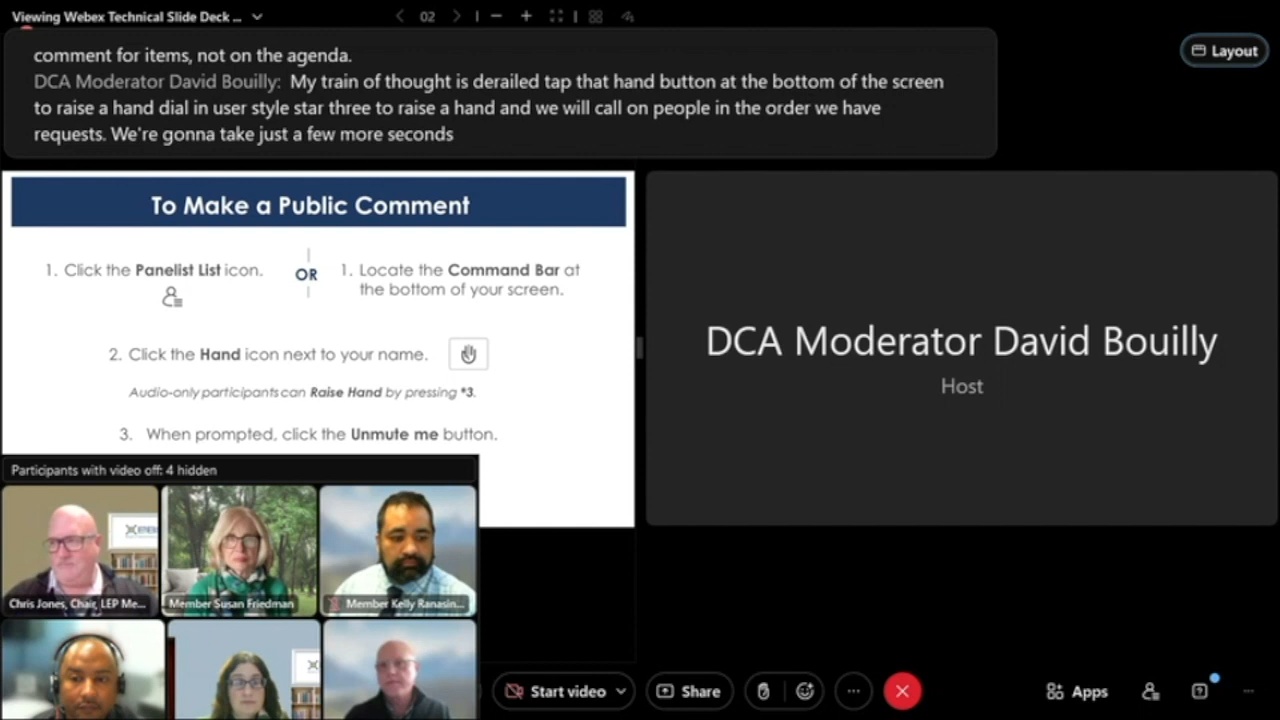 Viewing Webex Technical Slide Deck ...
02
comment for items, not on the agenda.
DCA Moderator David Bouilly: My train of thought is derailed tap that hand button at the bottom of the screen
to raise a hand dial in user style star three to raise a hand and we will call on people in the order we have
requests. We're gonna take just a few more seconds
Layout
To Make a Public Comment
1. Click the Panelist List icon.
OR
1. Locate the Command Bar at
the bottom of your screen.
2. Click the Hand icon next to your name.
Audio-only participants can Raise Hand by pressing *3.
3. When prompted, click the Unmute me button.
DCA Moderator David Bouilly
Host
Participants with video off: 4 hidden
Chris Jones, Chair, LEP Me...
Member Susan Friedman
Member Kelly Ranasin...
Start video
Share
Apps